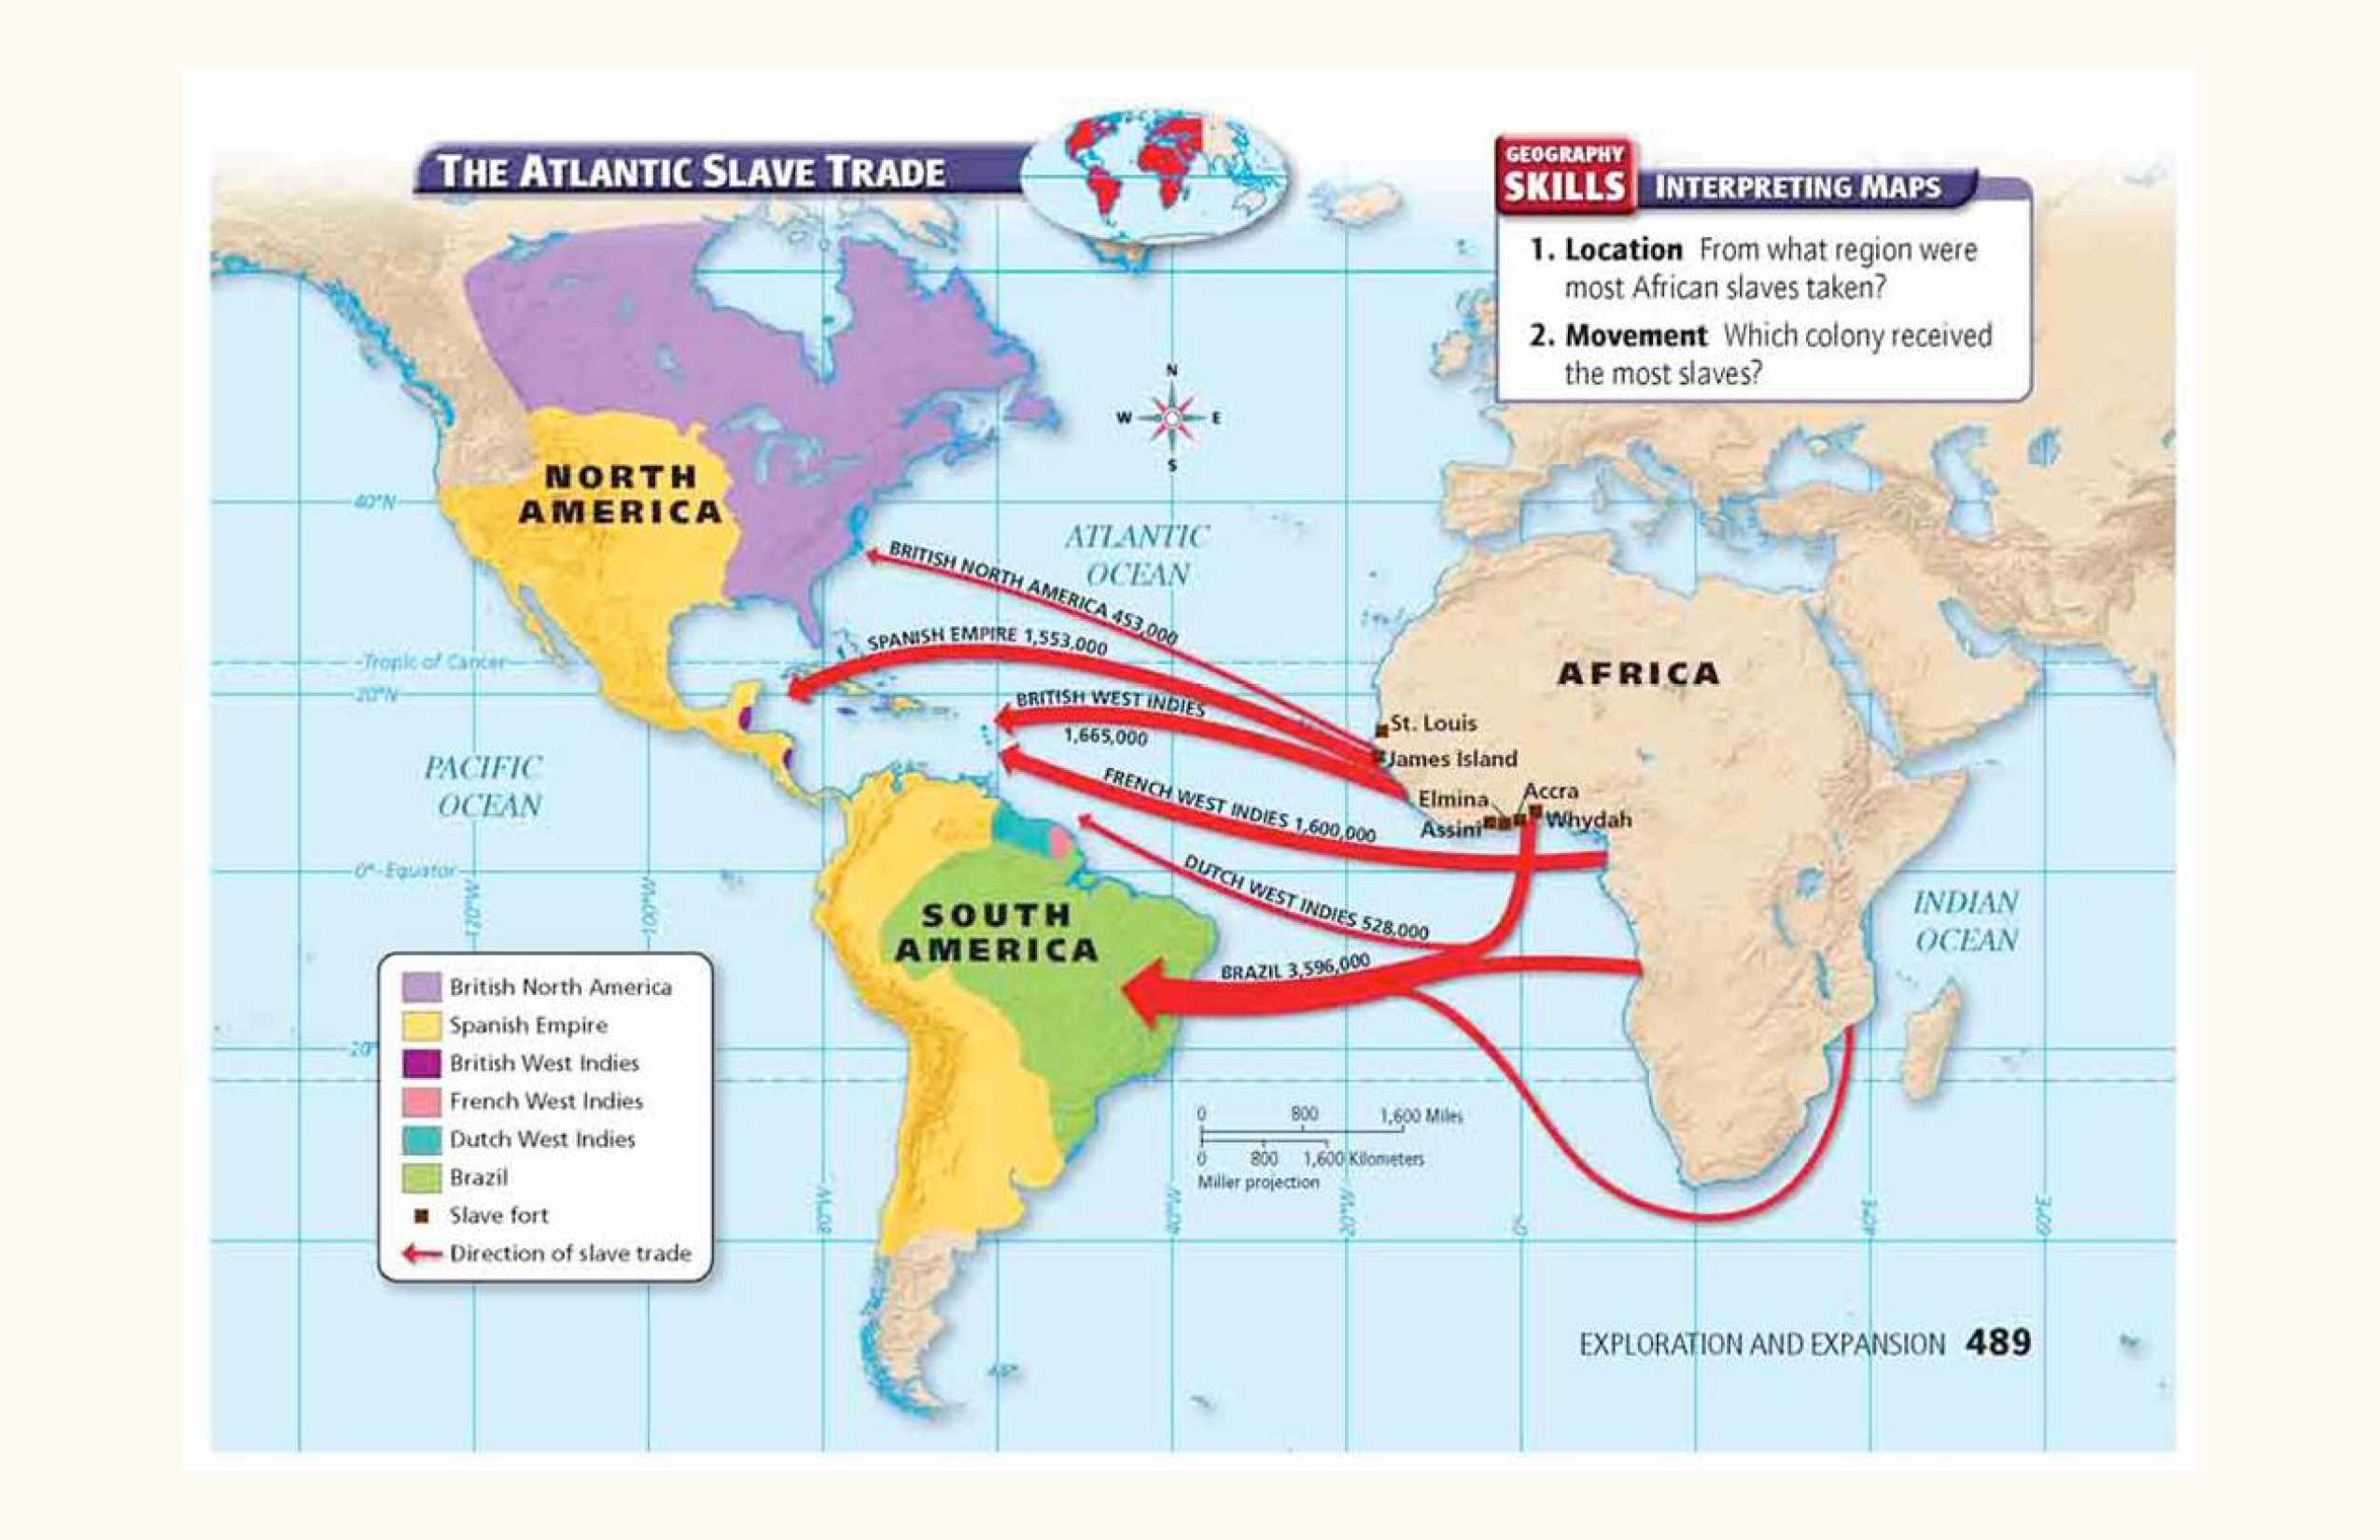 THE ATLANTIC SLAVE TRADE
GEOGRAPHY
SKILLS
INTERPRETING MAPS
1. Location From what region were
most African slaves taken?
2. Movement Which colony received
the most slaves?
N
W E
S
NORTH
AMERICA
40°N
ATLANTIC
OCEAN
BRITISH NORTH AMERICA 453,000
SPANISH EMPIRE 1,553,000
Tropic of Cancer
20°N
BRITISH WEST INDIES
1,665,000
AFRICA
St. Louis
James Island
PACIFIC
OCEAN
FRENCH WEST INDIES 1,600,000
Elmina
Accra
Assini
Whydah
0°-Equator
DUTCH WEST INDIES 528,000
120°W
100°W
SOUTH
AMERICA
INDIAN
OCEAN
BRAZIL 3,596,000
British North America
Spanish Empire
British West Indies
French West Indies
Dutch West Indies
Brazil
Slave fort
Direction of slave trade
20°
0 800 1,600 Miles
0 800 1,600 Kilometers
Miller projection
80°W
40°W
20°W
0°
40°E
60°E
EXPLORATION AND EXPANSION 489